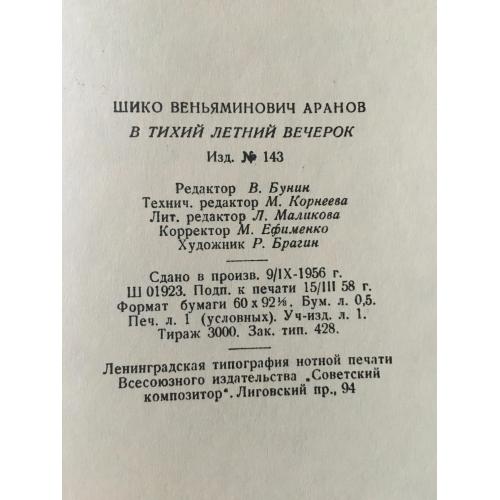 ШИКО ВЕНЬЯМИНОВИЧ АРАНОВ
В ТИХИЙ ЛЕТНИЙ ВЕЧЕРОК
Изд. № 143
Редактор В. Бунин
Технич. редактор М. Корнеева
Лит. редактор Л. Маликова
Корректор М. Ефименко
Художник Р. Брагин
Сдано в произв. 9/IX-1956 г.
Ш 01923. Подп. к печати 15/III 58 г.
Формат бумаги 60 х 92⅛. Бум. л. 0,5.
Печ. л. 1 (условных). Уч-изд. л. 1.
Тираж 3000. Зак. тип. 428.
Ленинградская типография нотной печати
Всесоюзного издательства „Советский
композитор“. Лиговский пр., 94